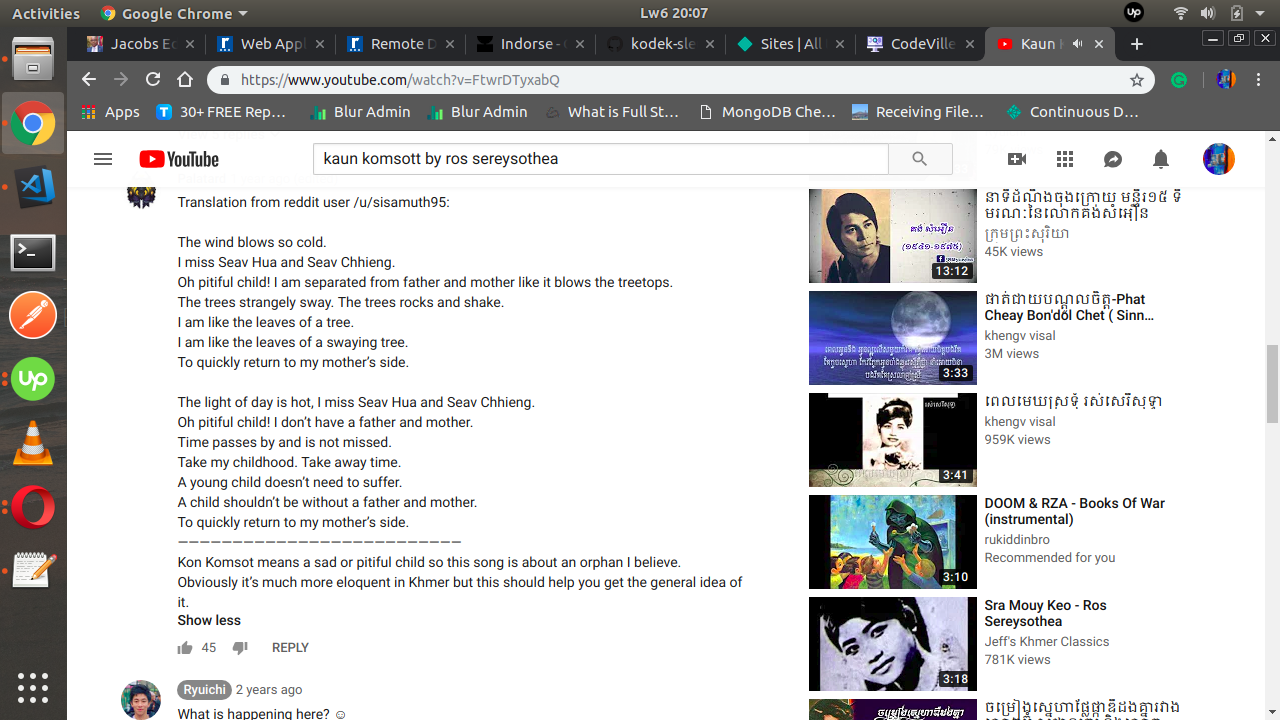 Activities
Google Chrome
Lw6 20:07
Up
Jacobs Ec
Web Appl
Remote D
Indorse -
kodek-sle
Sites | All
CodeVille
Kaun
https://www.youtube.com/watch?v=FtwrDTyxabQ
Apps
30+ FREE Rep…
Blur Admin
Blur Admin
What is Full St…
MongoDB Che…
Receiving File…
Continuous D…
YouTube
kaun komsott by ros sereysothea
Translation from reddit user /u/sisamuth95:
The wind blows so cold.
I miss Seav Hua and Seav Chhieng.
Oh pitiful child! I am separated from father and mother like it blows the treetops.
The trees strangely sway. The trees rocks and shake.
I am like the leaves of a tree.
I am like the leaves of a swaying tree.
To quickly return to my mother’s side.
The light of day is hot, I miss Seav Hua and Seav Chhieng.
Oh pitiful child! I don’t have a father and mother.
Time passes by and is not missed.
Take my childhood. Take away time.
A young child doesn’t need to suffer.
A child shouldn’t be without a father and mother.
To quickly return to my mother’s side.
——————————————————————————
Kon Komsot means a sad or pitiful child so this song is about an orphan I believe.
Obviously it’s much more eloquent in Khmer but this should help you get the general idea of
it.
Show less
45
REPLY
Ryuichi 2 years ago
What is happening here? ☺
នាទីដំណឹងចុងក្រោយ មន្ទីរ១៥ ទី
មរណៈនៃលោកគង់សំអឿន
ក្រុមព្រះសុរិយា
45K views
គង់ សំអឿន
13:12
ផាត់ជាយបណ្តូលចិត្ត-Phat
Cheay Bon'dol Chet ( Sinn…
khengv visal
3M views
3:33
ពេលមេឃស្រទុំ រស់សេរីសុទ្ធា
khengv visal
959K views
3:41
DOOM & RZA - Books Of War
(instrumental)
rukiddinbro
Recommended for you
3:10
Sra Mouy Keo - Ros
Sereysothea
Jeff's Khmer Classics
781K views
3:18